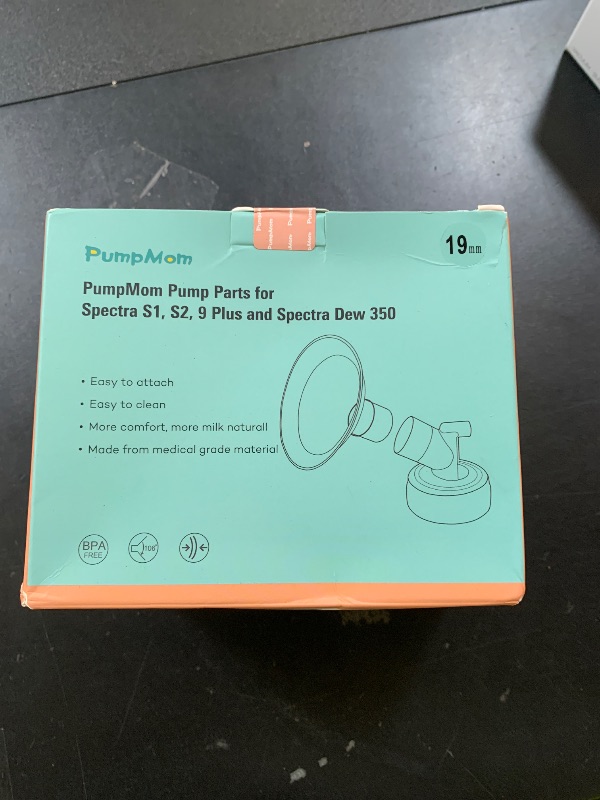 PumpMom
19mm
PumpMom Pump Parts for
Spectra S1, S2, 9 Plus and Spectra Dew 350
• Easy to attach
• Easy to clean
• More comfort, more milk naturall
• Made from medical grade material
BPA
FREE